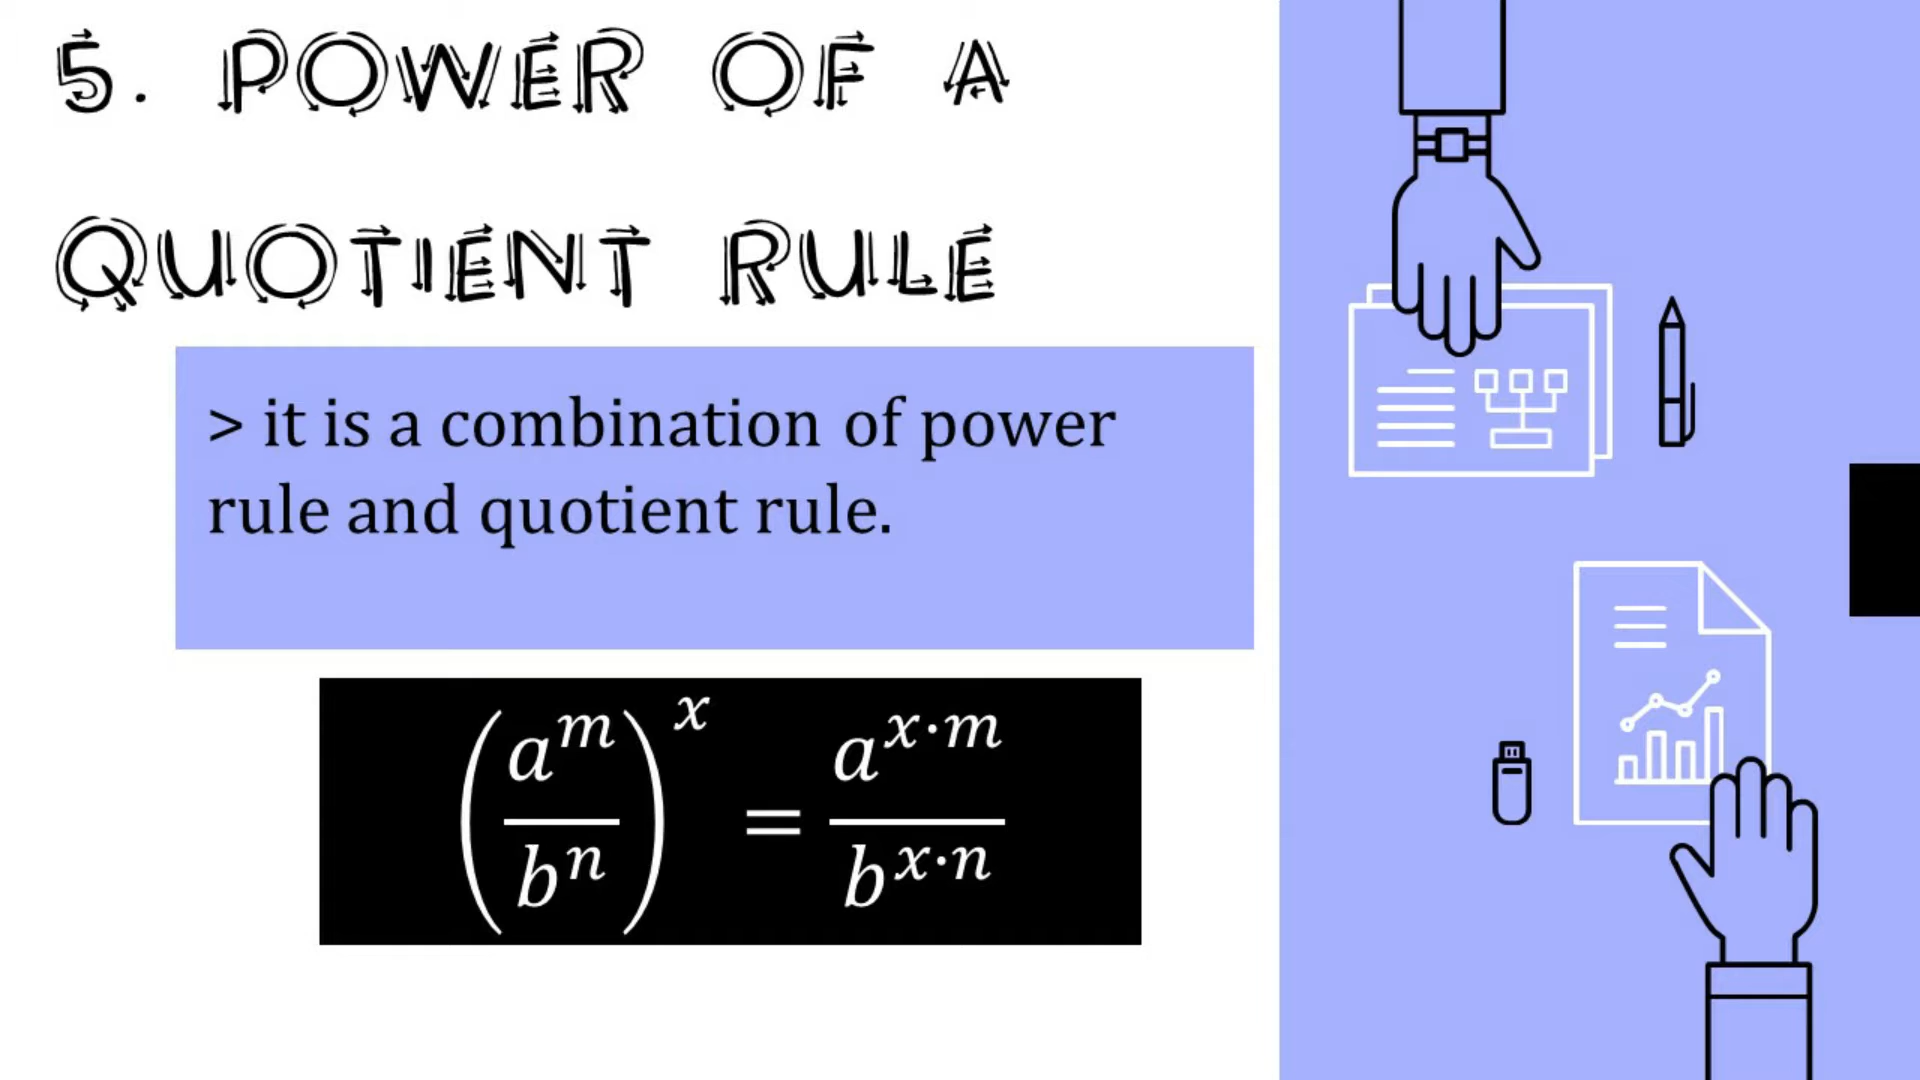 5. POWER OF A
QUOTIENT RULE
> it is a combination of power
rule and quotient rule.
(a^m/b^n)^x = a^{x·m}/b^{x·n}